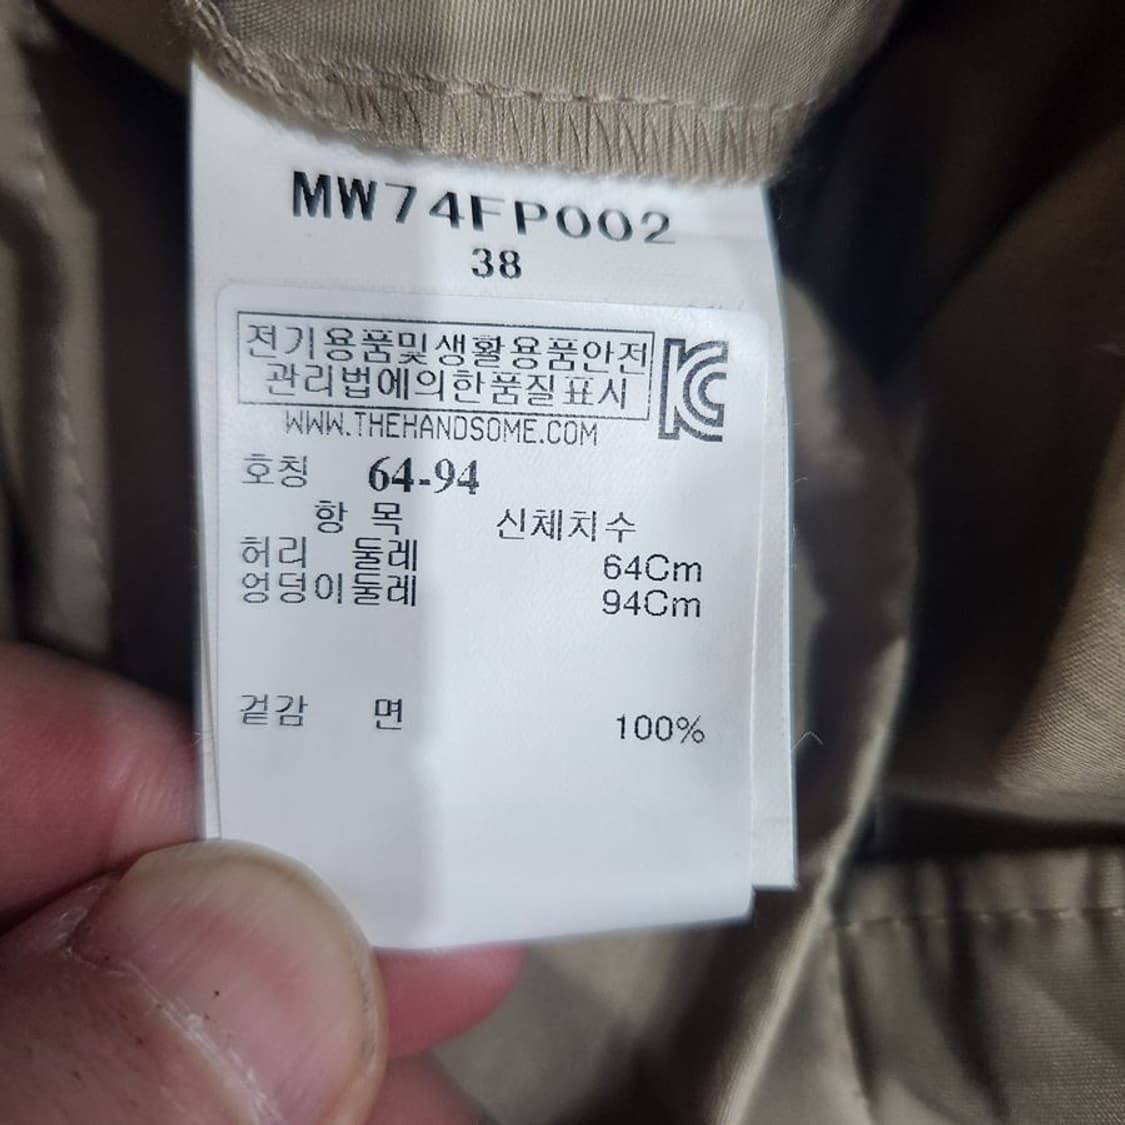 MW74FP002
38
전기용품및생활용품안전
관리법에의한품질표시
KC
WWW.THEHANDSOME.COM
호칭 64-94
항 목 신체치수
허리 둘레 64Cm
엉덩이둘레 94Cm
겉감 면 100%